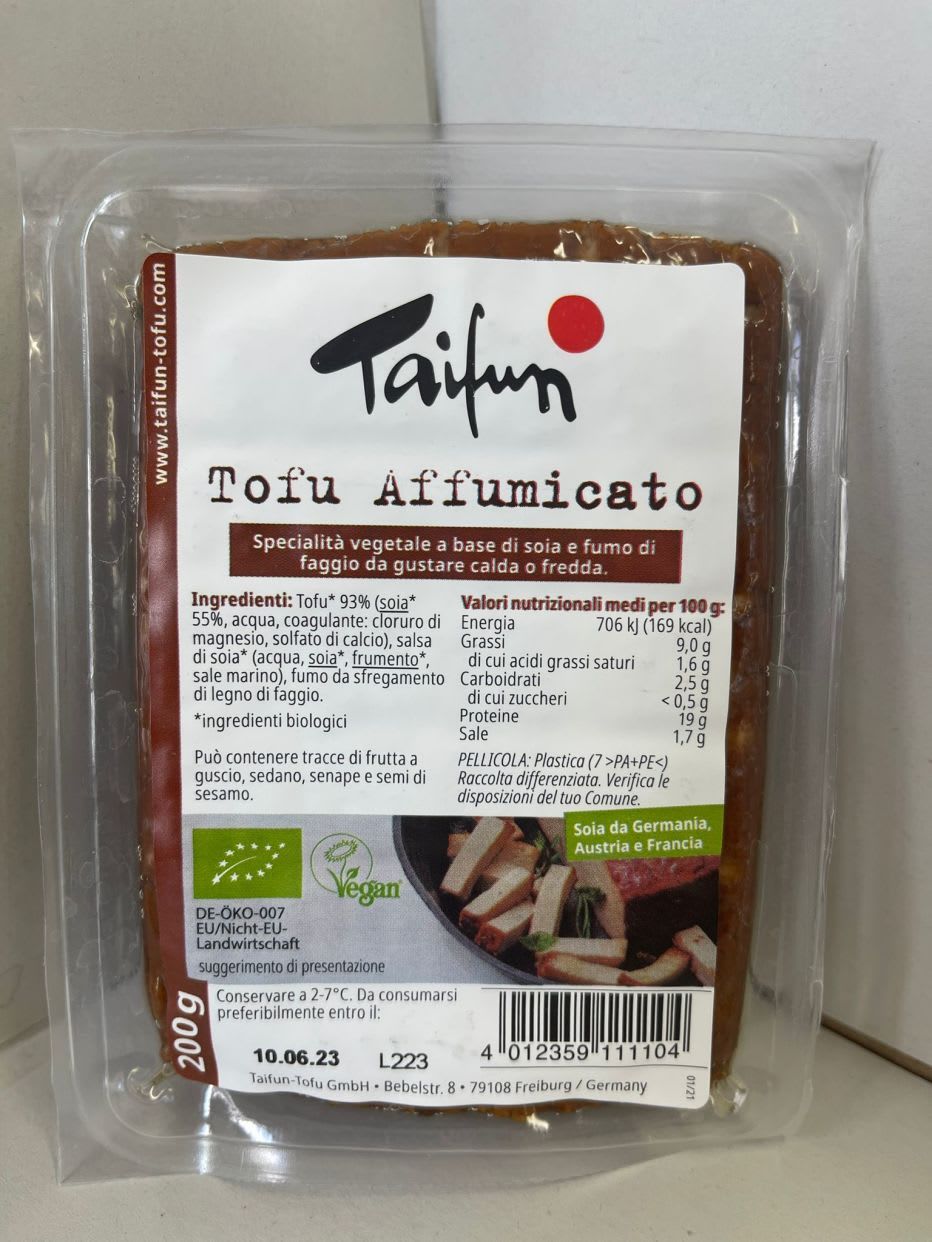 www.taifun-tofu.com
Taifun
Tofu Affumicato
Specialità vegetale a base di soia e fumo di
faggio da gustare calda o fredda.
Ingredienti: Tofu* 93% (soia*
55%, acqua, coagulante: cloruro di
magnesio, solfato di calcio), salsa
di soia* (acqua, soia*, frumento*,
sale marino), fumo da sfregamento
di legno di faggio.
*ingredienti biologici
Può contenere tracce di frutta a
guscio, sedano, senape e semi di
sesamo.
Valori nutrizionali medi per 100 g:
Energia 706 kJ (169 kcal)
Grassi 9,0 g
di cui acidi grassi saturi 1,6 g
Carboidrati 2,5 g
di cui zuccheri < 0,5 g
Proteine 19 g
Sale 1,7 g
PELLICOLA: Plastica (7 >PA+PE<)
Raccolta differenziata. Verifica le
disposizioni del tuo Comune.
Soia da Germania,
Austria e Francia
Vegan
DE-ÖKO-007
EU/Nicht-EU-
Landwirtschaft
suggerimento di presentazione
200g
Conservare a 2-7°C. Da consumarsi
preferibilmente entro il:
10.06.23 L223
4 012359 111104
Taifun-Tofu GmbH • Bebelstr. 8 • 79108 Freiburg / Germany
01/21